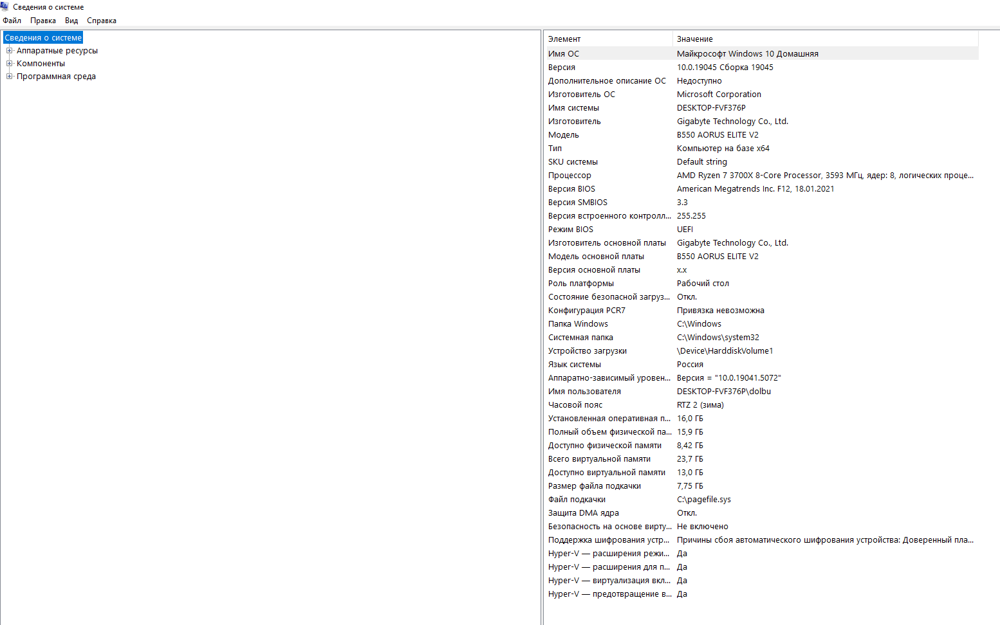 Сведения о системе
Файл Правка Вид Справка
Сведения о системе
Аппаратные ресурсы
Компоненты
Программная среда
Элемент Значение
Имя ОС Майкрософт Windows 10 Домашняя
Версия 10.0.19045 Сборка 19045
Дополнительное описание ОС Недоступно
Изготовитель ОС Microsoft Corporation
Имя системы DESKTOP-FVF376P
Изготовитель Gigabyte Technology Co., Ltd.
Модель B550 AORUS ELITE V2
Тип Компьютер на базе x64
SKU системы Default string
Процессор AMD Ryzen 7 3700X 8-Core Processor, 3593 МГц, ядер: 8, логических проце...
Версия BIOS American Megatrends Inc. F12, 18.01.2021
Версия SMBIOS 3.3
Версия встроенного контролл... 255.255
Режим BIOS UEFI
Изготовитель основной платы Gigabyte Technology Co., Ltd.
Модель основной платы B550 AORUS ELITE V2
Версия основной платы x.x
Роль платформы Рабочий стол
Состояние безопасной загруз... Откл.
Конфигурация PCR7 Привязка невозможна
Папка Windows C:\Windows
Системная папка C:\Windows\system32
Устройство загрузки \Device\HarddiskVolume1
Язык системы Россия
Аппаратно-зависимый уровен... Версия = "10.0.19041.5072"
Имя пользователя DESKTOP-FVF376P\dolbu
Часовой пояс RTZ 2 (зима)
Установленная оперативная п... 16,0 ГБ
Полный объем физической па... 15,9 ГБ
Доступно физической памяти 8,42 ГБ
Всего виртуальной памяти 23,7 ГБ
Доступно виртуальной памяти 13,0 ГБ
Размер файла подкачки 7,75 ГБ
Файл подкачки C:\pagefile.sys
Защита DMA ядра Откл.
Безопасность на основе вирту... Не включено
Поддержка шифрования устр... Причины сбоя автоматического шифрования устройства: Доверенный пла...
Hyper-V — расширения режи... Да
Hyper-V — расширения для п... Да
Hyper-V — виртуализация вкл... Да
Hyper-V — предотвращение в... Да